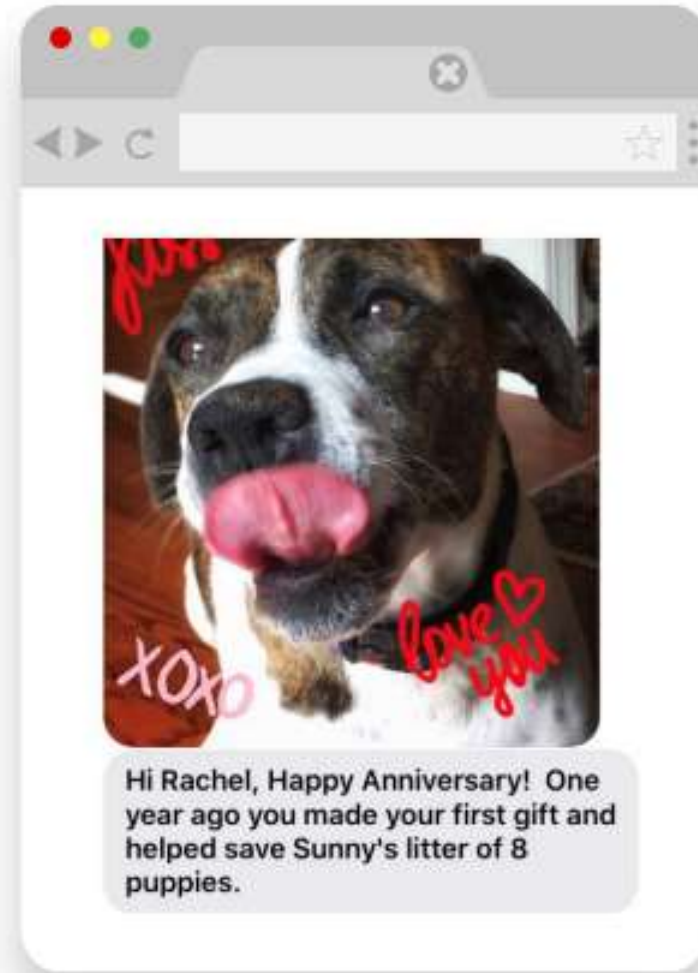 kiss
XOXO
love
you
Hi Rachel, Happy Anniversary!  One
year ago you made your first gift and
helped save Sunny's litter of 8
puppies.